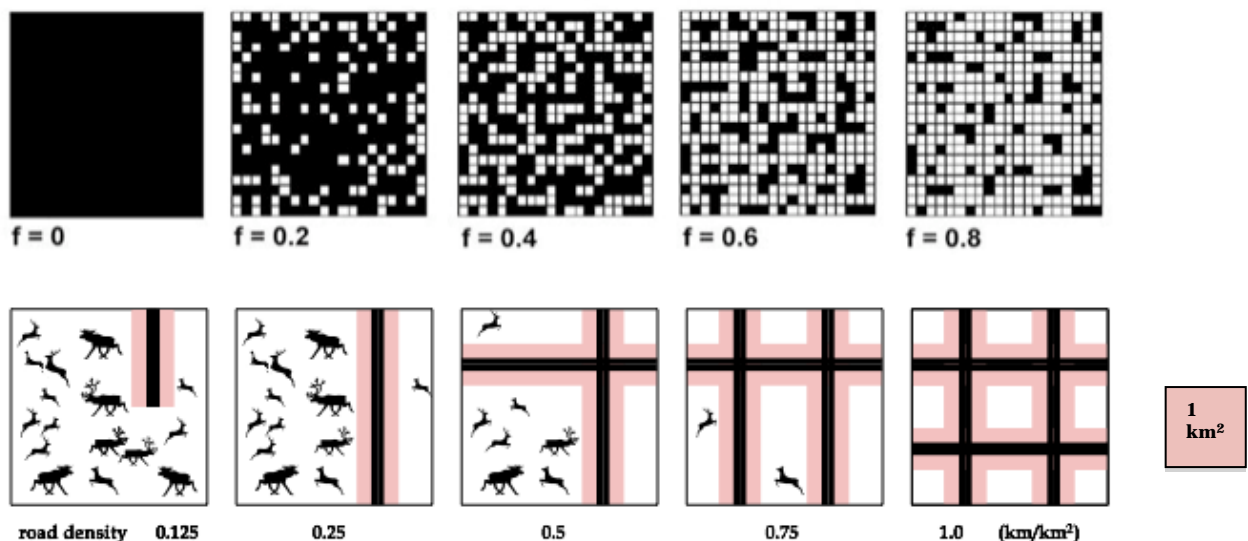 f = 0
f = 0.2
f = 0.4
f = 0.6
f = 0.8
1
km²
road density 0.125
0.25
0.5
0.75
1.0 (km/km²)